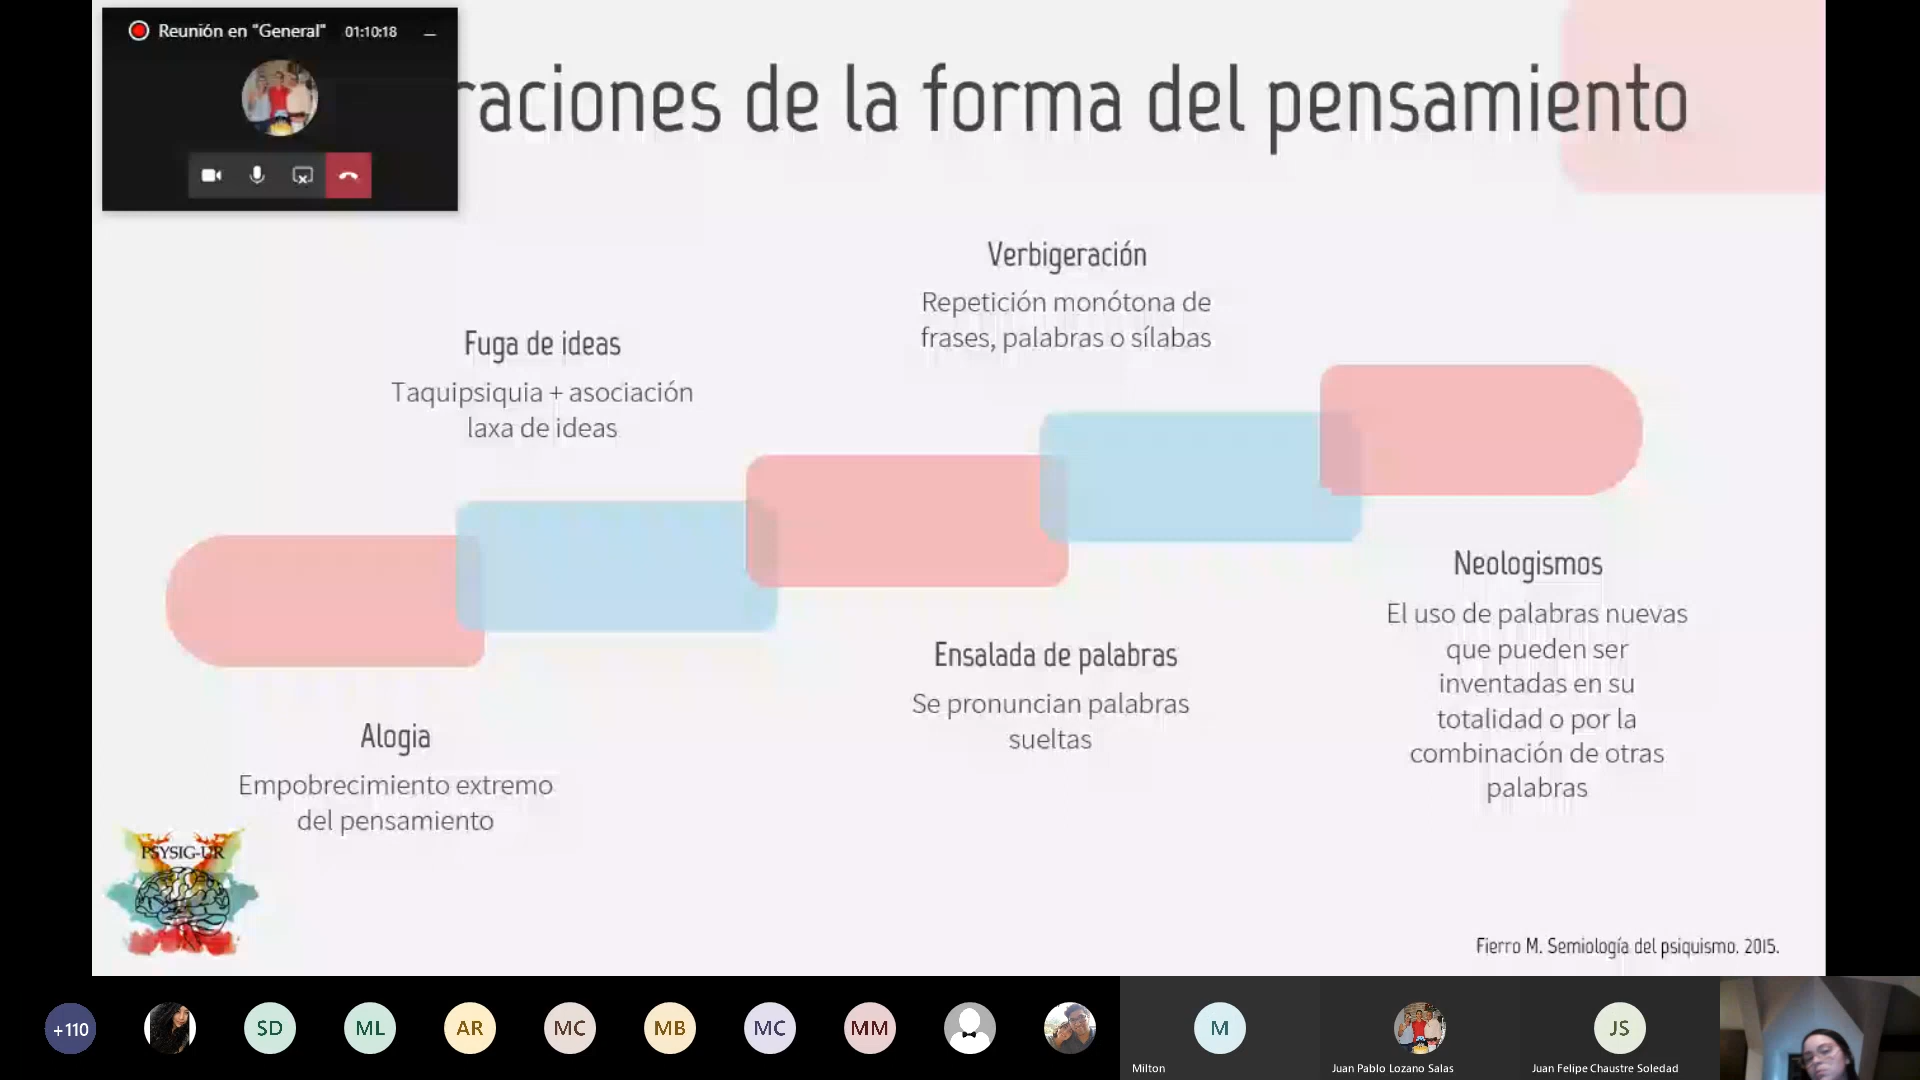 Reunión en "General" 01:10:18
raciones de la forma del pensamiento
Verbigeración
Repetición monótona de
frases, palabras o sílabas
Fuga de ideas
Taquipsiquia + asociación
laxa de ideas
Neologismos
El uso de palabras nuevas
que pueden ser
inventadas en su
totalidad o por la
combinación de otras
palabras
Ensalada de palabras
Se pronuncian palabras
sueltas
Alogia
Empobrecimiento extremo
del pensamiento
PSYSIG-UR
Fierro M. Semiología del psiquismo. 2015.
+110 SD ML AR MC MB MC MM M JS
Milton Juan Pablo Lozano Salas Juan Felipe Chaustre Soledad